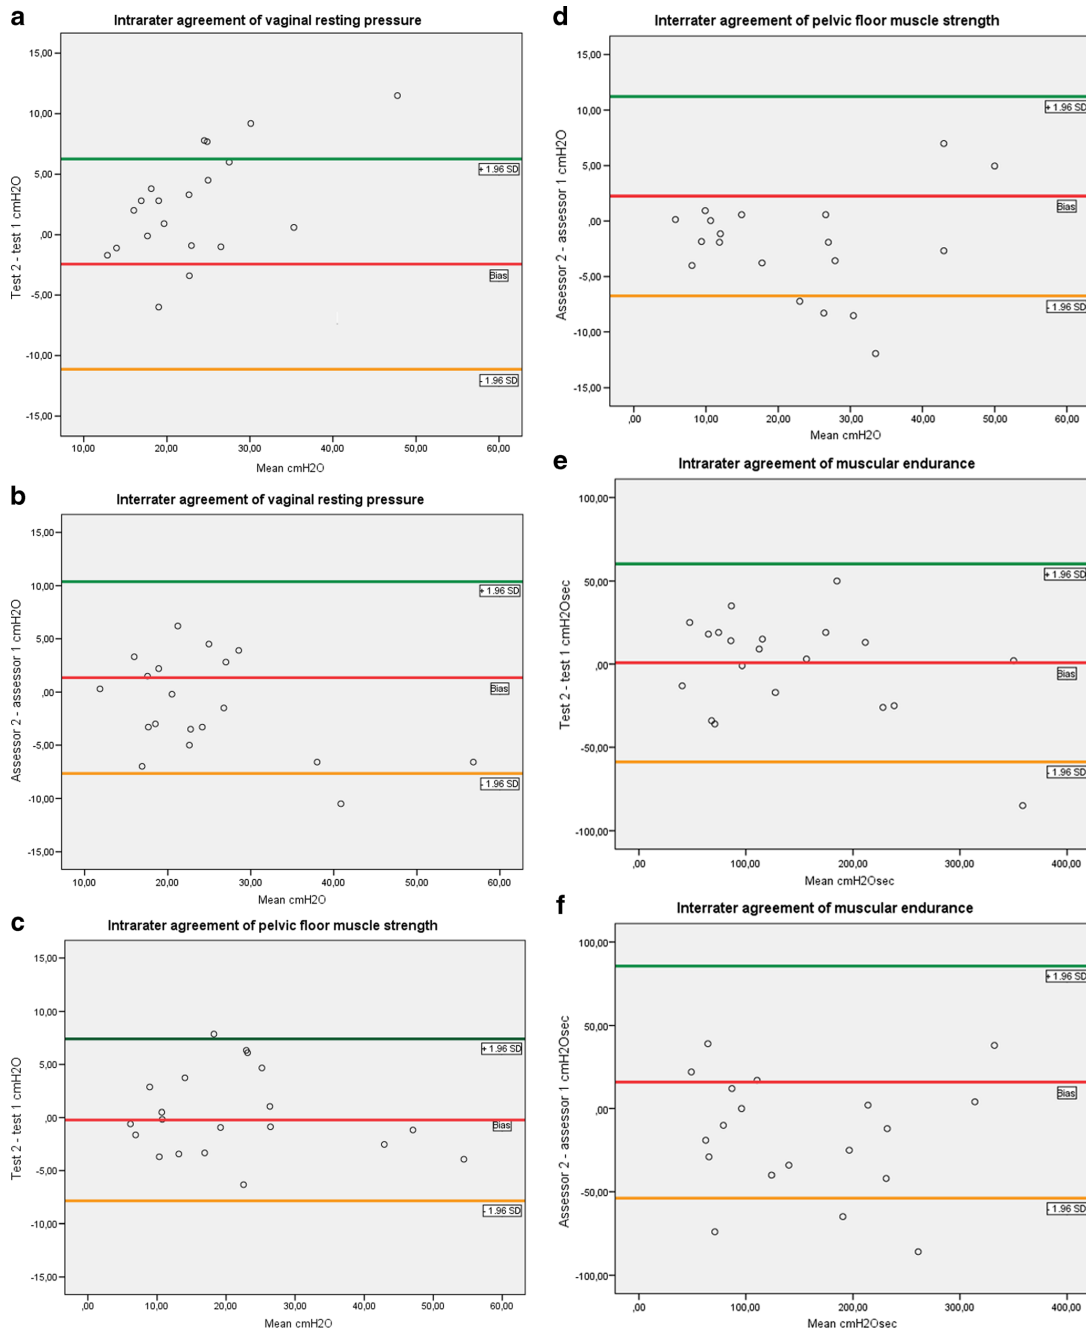 a
Intrarater agreement of vaginal resting pressure
15,00
10,00
5,00
,00
-5,00
-10,00
-15,00
Test 2 - test 1 cmH2O
+ 1.96 SD
Bias
- 1.96 SD
10,00 20,00 30,00 40,00 50,00 60,00
Mean cmH2O
b
Interrater agreement of vaginal resting pressure
15,00
10,00
5,00
,00
-5,00
-10,00
-15,00
Assessor 2 - assessor 1 cmH2O
+ 1.96 SD
Bias
- 1.96 SD
10,00 20,00 30,00 40,00 50,00 60,00
Mean cmH2O
c
Intrarater agreement of pelvic floor muscle strength
15,00
10,00
5,00
,00
-5,00
-10,00
-15,00
Test 2 - test 1 cmH2O
+ 1.96 SD
Bias
- 1.96 SD
,00 10,00 20,00 30,00 40,00 50,00 60,00
Mean cmH2O
d
Interrater agreement of pelvic floor muscle strength
15,00
10,00
5,00
,00
-5,00
-10,00
-15,00
Assessor 2 - assessor 1 cmH2O
+ 1.96 SD
Bias
- 1.96 SD
,00 10,00 20,00 30,00 40,00 50,00 60,00
Mean cmH2O
e
Intrarater agreement of muscular endurance
100,00
50,00
,00
-50,00
-100,00
Test 2 - test 1 cmH2Osec
+ 1.96 SD
Bias
- 1.96 SD
,00 100,00 200,00 300,00 400,00
Mean cmH2Osec
f
Interrater agreement of muscular endurance
100,00
50,00
,00
-50,00
-100,00
Assessor 2 - assessor 1 cmH2Osec
+ 1.96 SD
Bias
- 1.96 SD
,00 100,00 200,00 300,00 400,00
Mean cmH2Osec